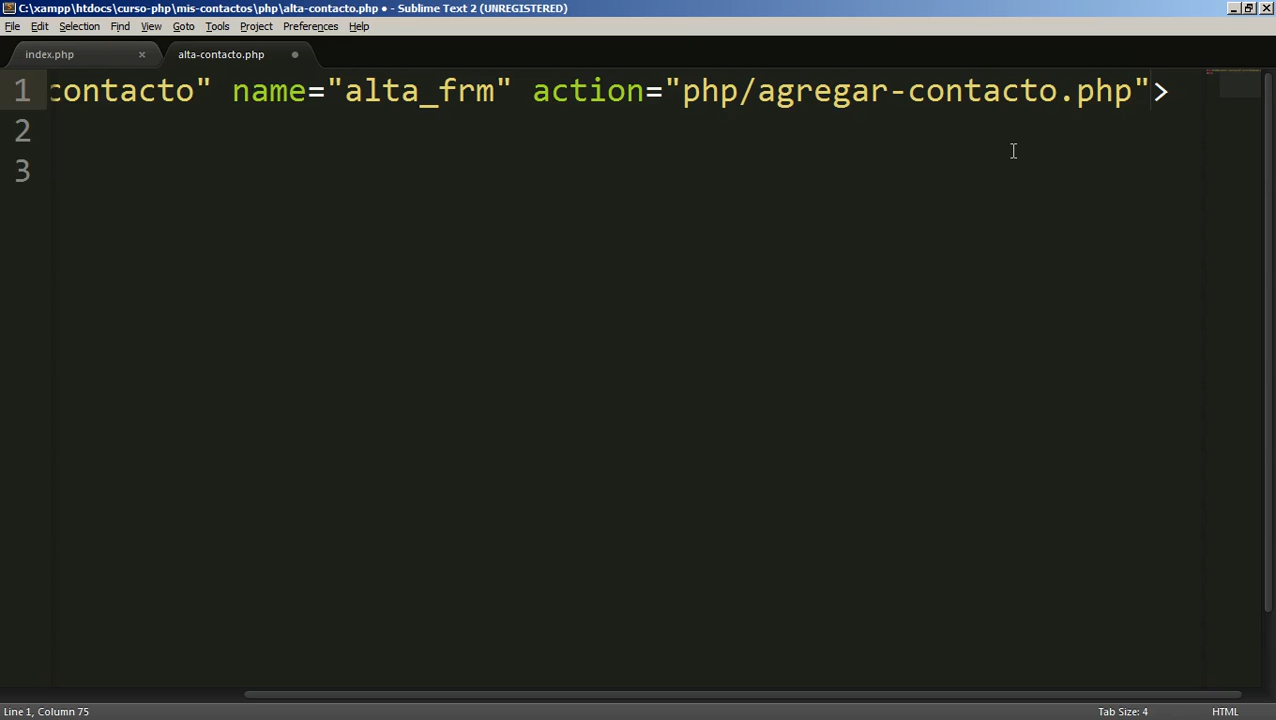 C:\xampp\htdocs\curso-php\mis-contactos\php\alta-contacto.php • - Sublime Text 2 (UNREGISTERED)
File Edit Selection Find View Goto Tools Project Preferences Help
index.php × alta-contacto.php
1 contacto" name="alta_frm" action="php/agregar-contacto.php">
2
3
Line 1, Column 75 Tab Size: 4 HTML